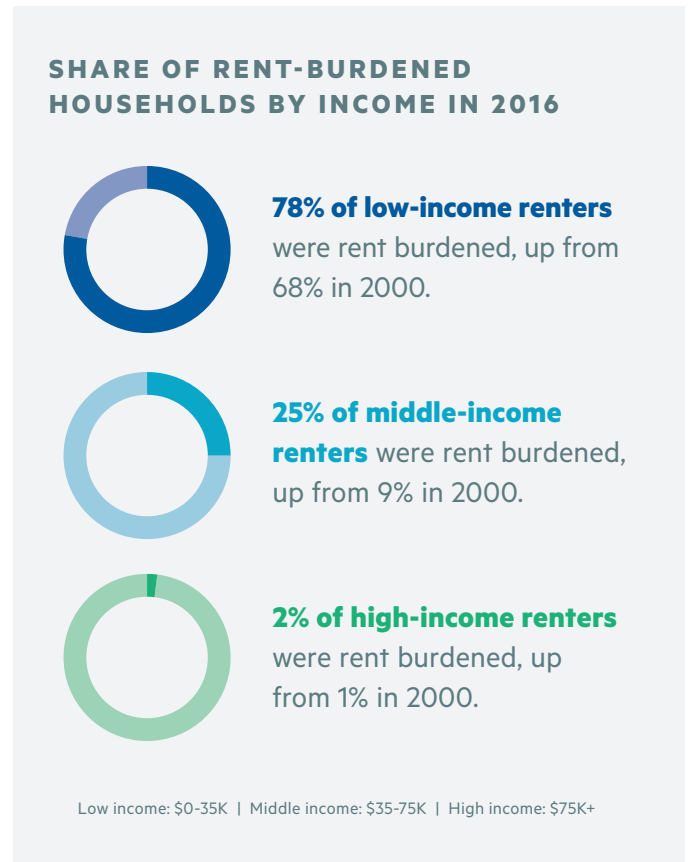 SHARE OF RENT-BURDENED
HOUSEHOLDS BY INCOME IN 2016
78% of low-income renters
were rent burdened, up from
68% in 2000.
25% of middle-income
renters were rent burdened,
up from 9% in 2000.
2% of high-income renters
were rent burdened, up
from 1% in 2000.
Low income: $0-35K | Middle income: $35-75K | High income: $75K+